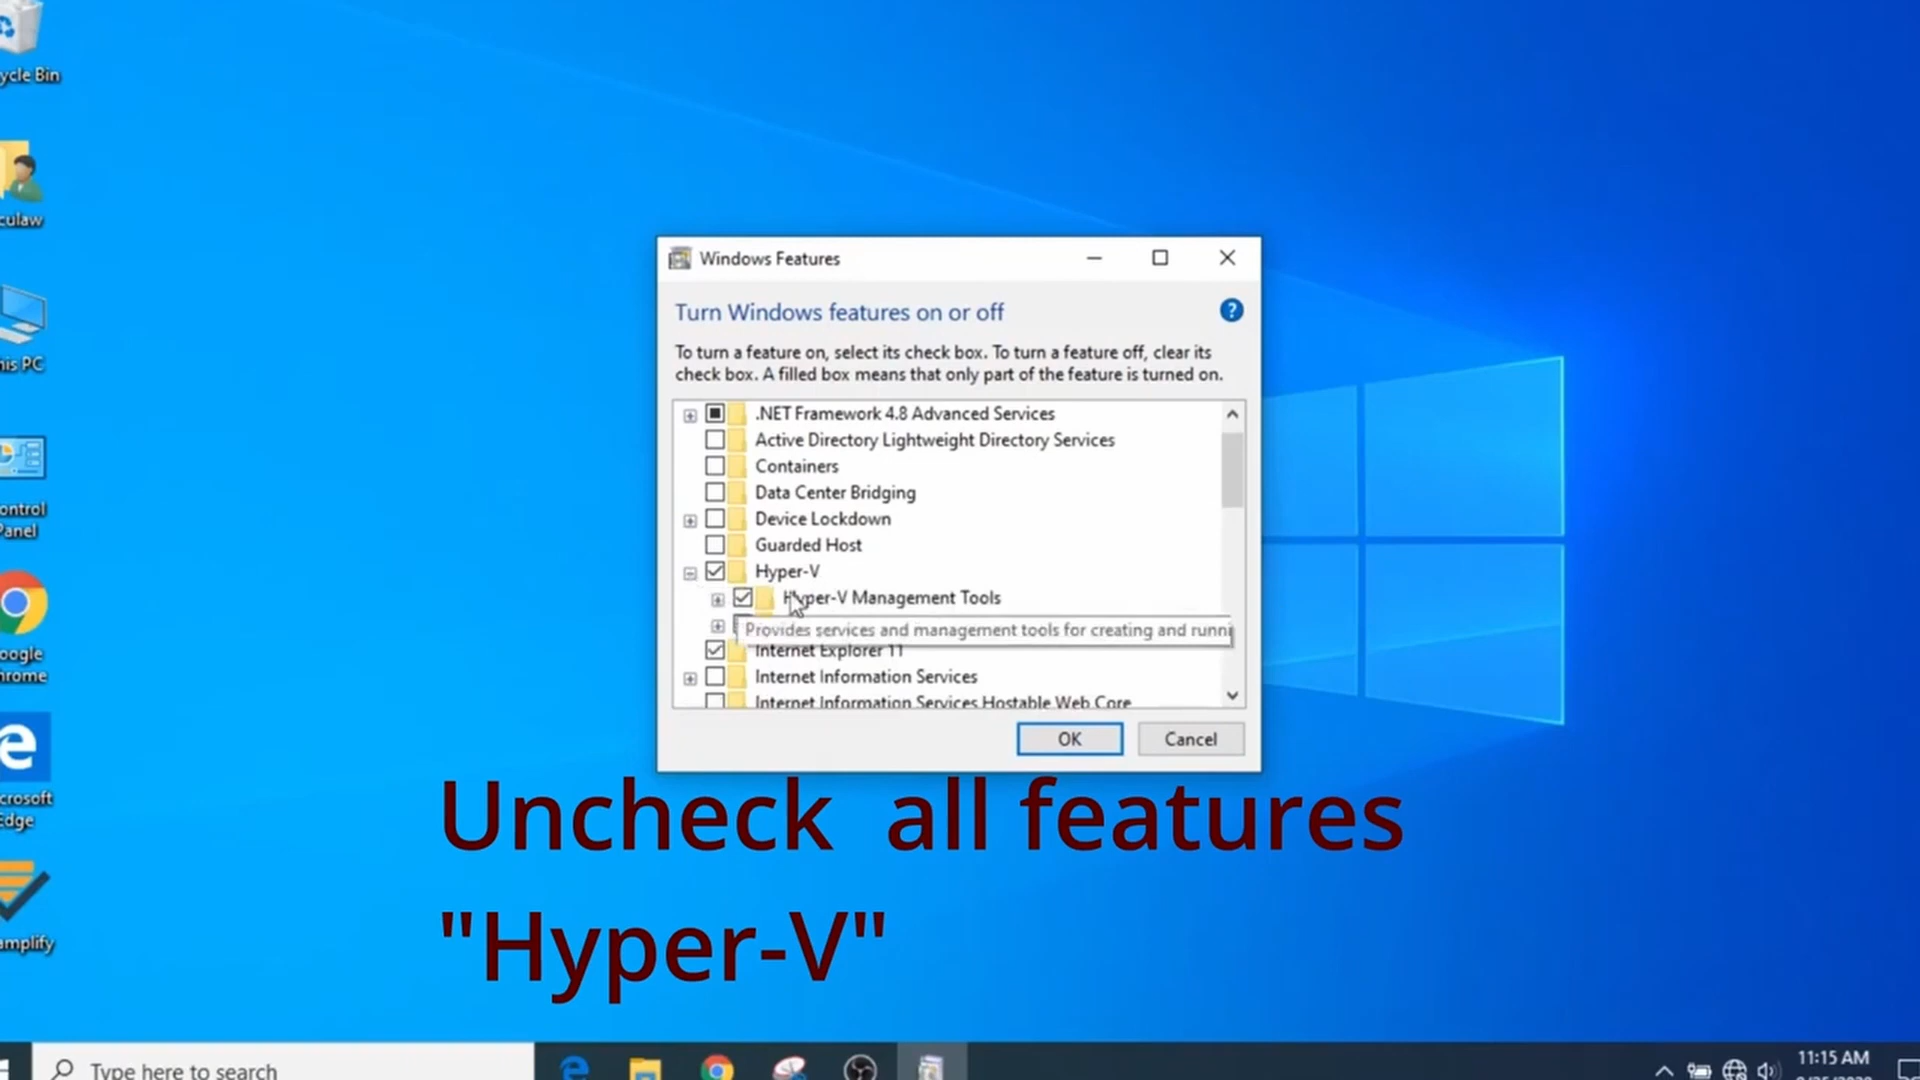 ycle Bin
culaw
his PC
ontrol
Panel
oogle
hrome
crosoft
Edge
amplify
Windows Features
Turn Windows features on or off
?
To turn a feature on, select its check box. To turn a feature off, clear its
check box. A filled box means that only part of the feature is turned on.
.NET Framework 4.8 Advanced Services
Active Directory Lightweight Directory Services
Containers
Data Center Bridging
Device Lockdown
Guarded Host
Hyper-V
Hyper-V Management Tools
Provides services and management tools for creating and runni
Internet Explorer 11
Internet Information Services
Internet Information Services Hostable Web Core
OK
Cancel
Uncheck all features
"Hyper-V"
Type here to search
11:15 AM